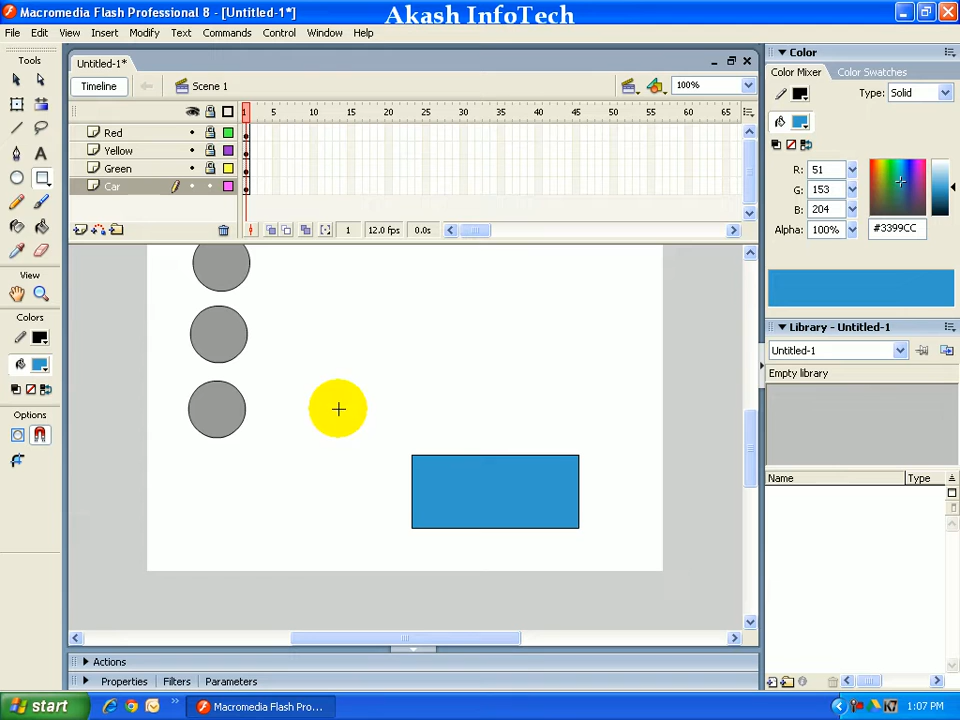 Macromedia Flash Professional 8 - [Untitled-1*]
Akash InfoTech
File Edit View Insert Modify Text Commands Control Window Help
Tools
View
Colors
Options
Untitled-1*
Timeline
Scene 1
100%
1 5 10 15 20 25 30 35 40 45 50 55 60 65
Red
Yellow
Green
Car
1 12.0 fps 0.0s
Color
Color Mixer Color Swatches
Type: Solid
R: 51
G: 153
B: 204
Alpha: 100% #3399CC
Library - Untitled-1
Untitled-1
Empty library
Name Type
Actions
Properties Filters Parameters
start
Macromedia Flash Pro...
1:07 PM